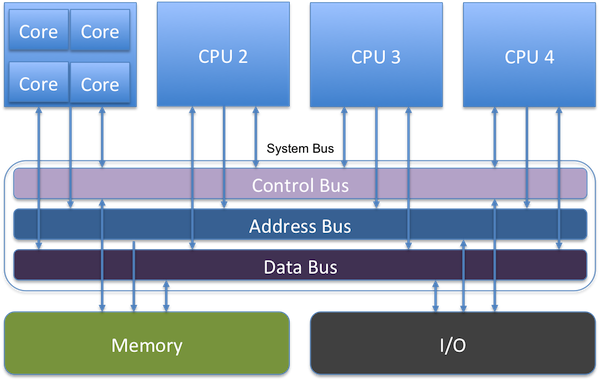 Core Core
Core Core
CPU 2
CPU 3
CPU 4
System Bus
Control Bus
Address Bus
Data Bus
Memory
I/O